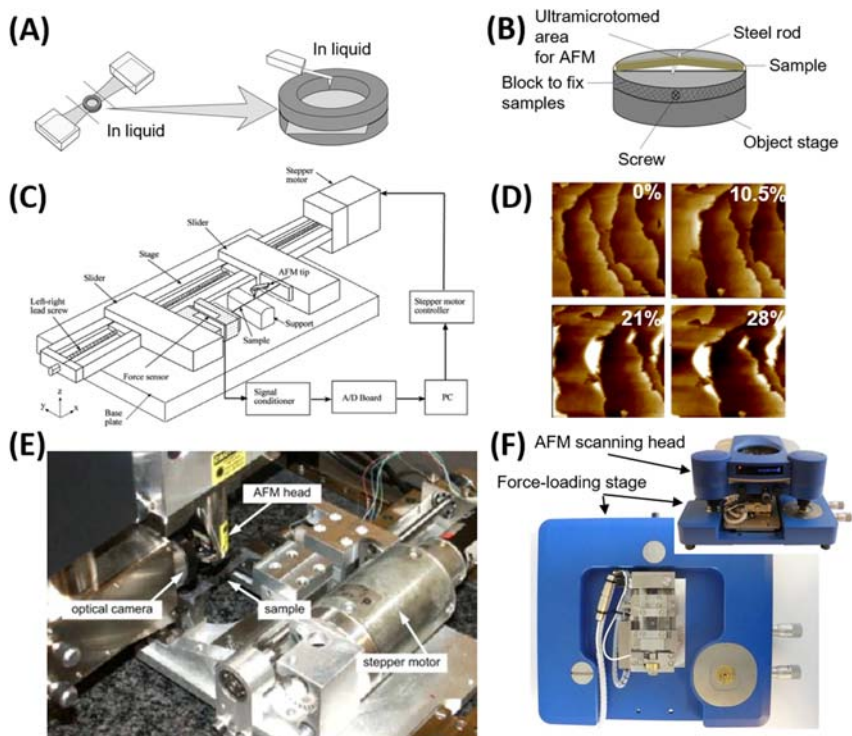 (A)
In liquid
In liquid
(B)
Ultramicrotomed
area
for AFM
Steel rod
Sample
Block to fix
samples
Screw
Object stage
(C)
Stepper
motor
Slider
Stage
AFM tip
Slider
Left-right
lead screw
Stepper motor
controller
Support
Sample
Force sensor
Signal
conditioner
A/D Board
PC
Base
plate
z
y
x
(D)
0%
10.5%
21%
28%
(E)
AFM head
optical camera
sample
stepper motor
(F)
AFM scanning head
Force-loading stage